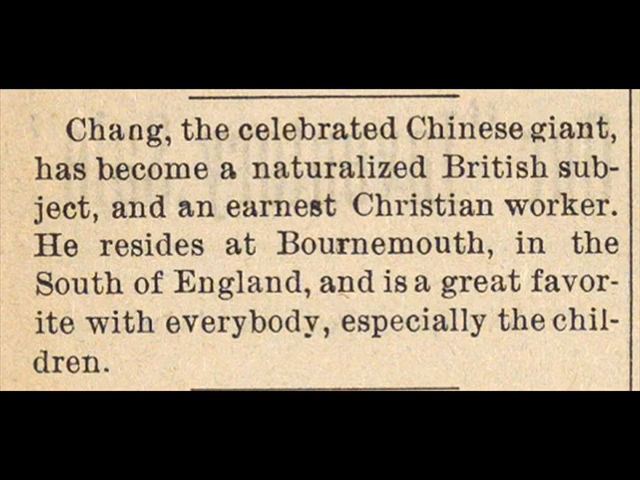 Chang, the celebrated Chinese giant,
has become a naturalized British sub-
ject, and an earnest Christian worker.
He resides at Bournemouth, in the
South of England, and is a great favor-
ite with everybody, especially the chil-
dren.